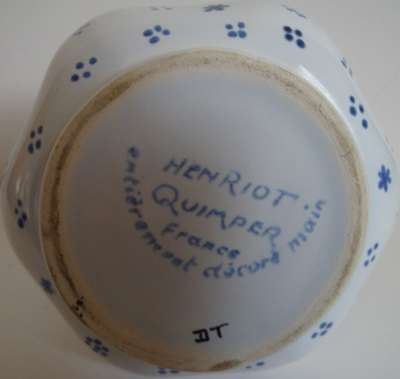 HENRIOT.
QUIMPER
France
entièrement décoré main
DT